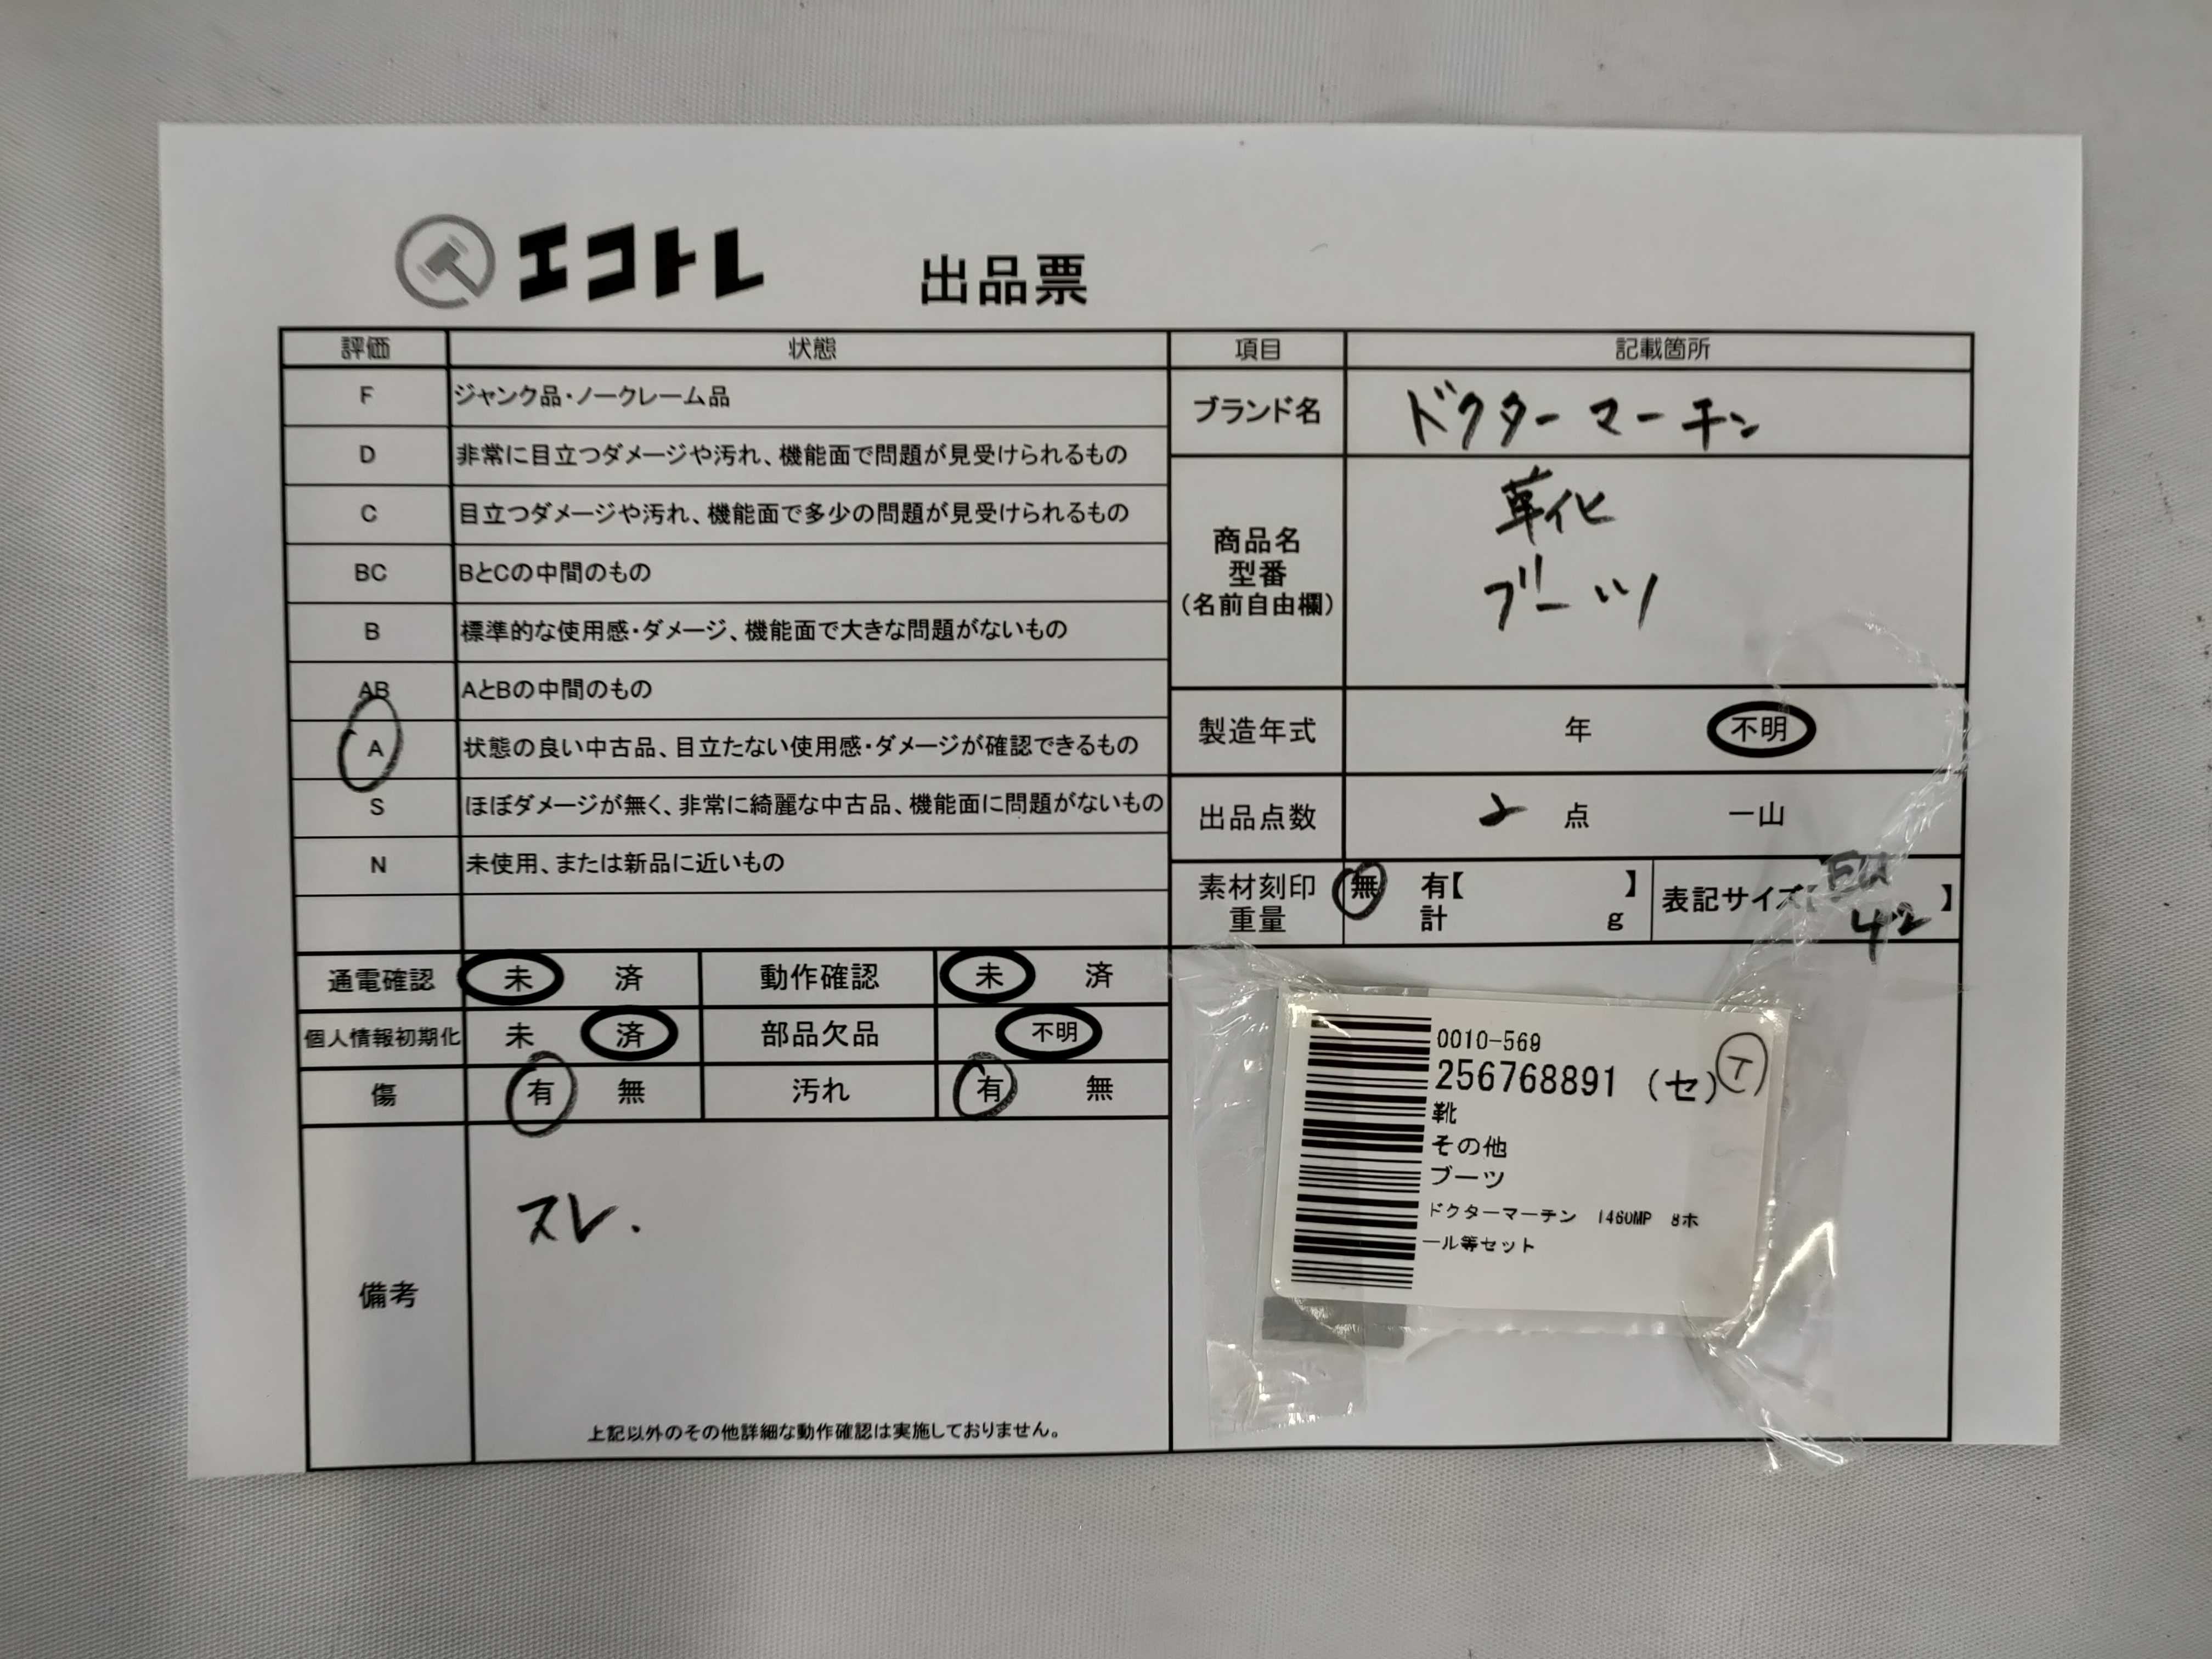 エコトレ 出品票
評価 状態
F ジャンク品・ノークレーム品
D 非常に目立つダメージや汚れ、機能面で問題が見受けられるもの
C 目立つダメージや汚れ、機能面で多少の問題が見受けられるもの
BC BとCの中間のもの
B 標準的な使用感・ダメージ、機能面で大きな問題がないもの
AB AとBの中間のもの
A 状態の良い中古品、目立たない使用感・ダメージが確認できるもの
S ほぼダメージが無く、非常に綺麗な中古品、機能面に問題がないもの
N 未使用、または新品に近いもの
通電確認 未 済 動作確認 未 済
個人情報初期化 未 済 部品欠品 不明
傷 有 無 汚れ 有 無
備考
スレ.
上記以外のその他詳細な動作確認は実施しておりません。
項目 記載箇所
ブランド名 ドクターマーチン
商品名
型番
(名前自由欄)
革靴
ブーツ
製造年式 年 不明
出品点数 2 点 一山
素材刻印 無 有【 】
重量 計 g
表記サイズ【EU 42】
0010-569
256768891 (セ) イ
靴
その他
ブーツ
ドクターマーチン 1460MP 8ホ
ール等セット